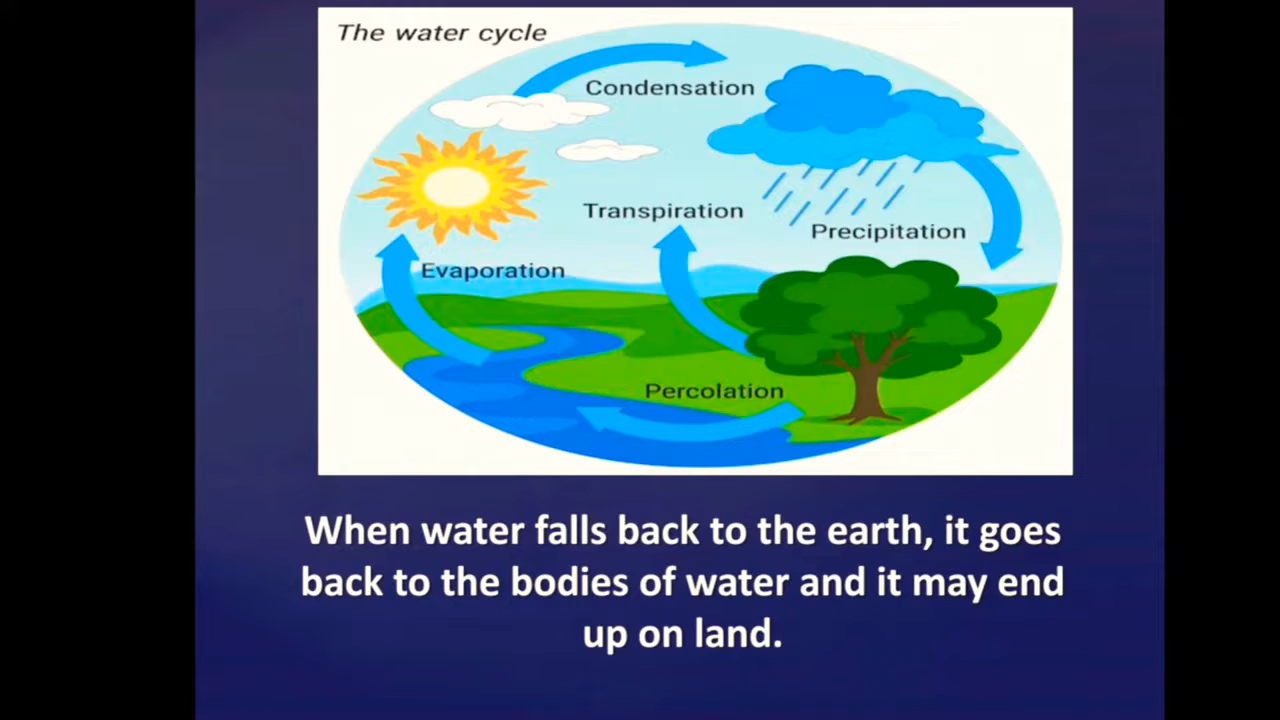 The water cycle
Condensation
Transpiration
Precipitation
Evaporation
Percolation
When water falls back to the earth, it goes
back to the bodies of water and it may end
up on land.